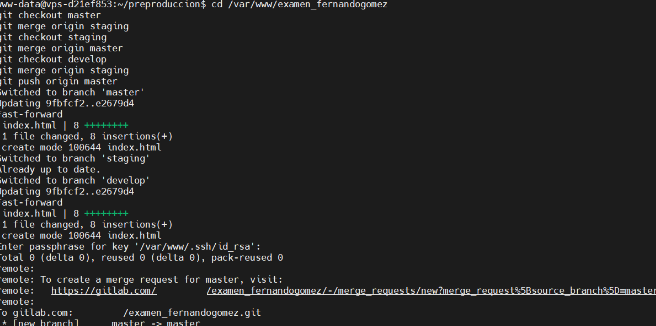 www-data@vps-d21ef853:~/preproduccion$ cd /var/www/examen_fernandogomez
git checkout master
git merge origin staging
git checkout staging
git merge origin master
git checkout develop
git merge origin staging
git push origin master
Switched to branch 'master'
Updating 9fbfcf2..e2679d4
Fast-forward
 index.html | 8 ++++++++
 1 file changed, 8 insertions(+)
 create mode 100644 index.html
Switched to branch 'staging'
Already up to date.
Switched to branch 'develop'
Updating 9fbfcf2..e2679d4
Fast-forward
 index.html | 8 ++++++++
 1 file changed, 8 insertions(+)
 create mode 100644 index.html
Enter passphrase for key '/var/www/.ssh/id_rsa':
Total 0 (delta 0), reused 0 (delta 0), pack-reused 0
remote:
remote: To create a merge request for master, visit:
remote:   https://gitlab.com/ /examen_fernandogomez/-/merge_requests/new?merge_request%5Bsource_branch%5D=master
remote:
To gitlab.com: /examen_fernandogomez.git
 * [new branch]      master -> master